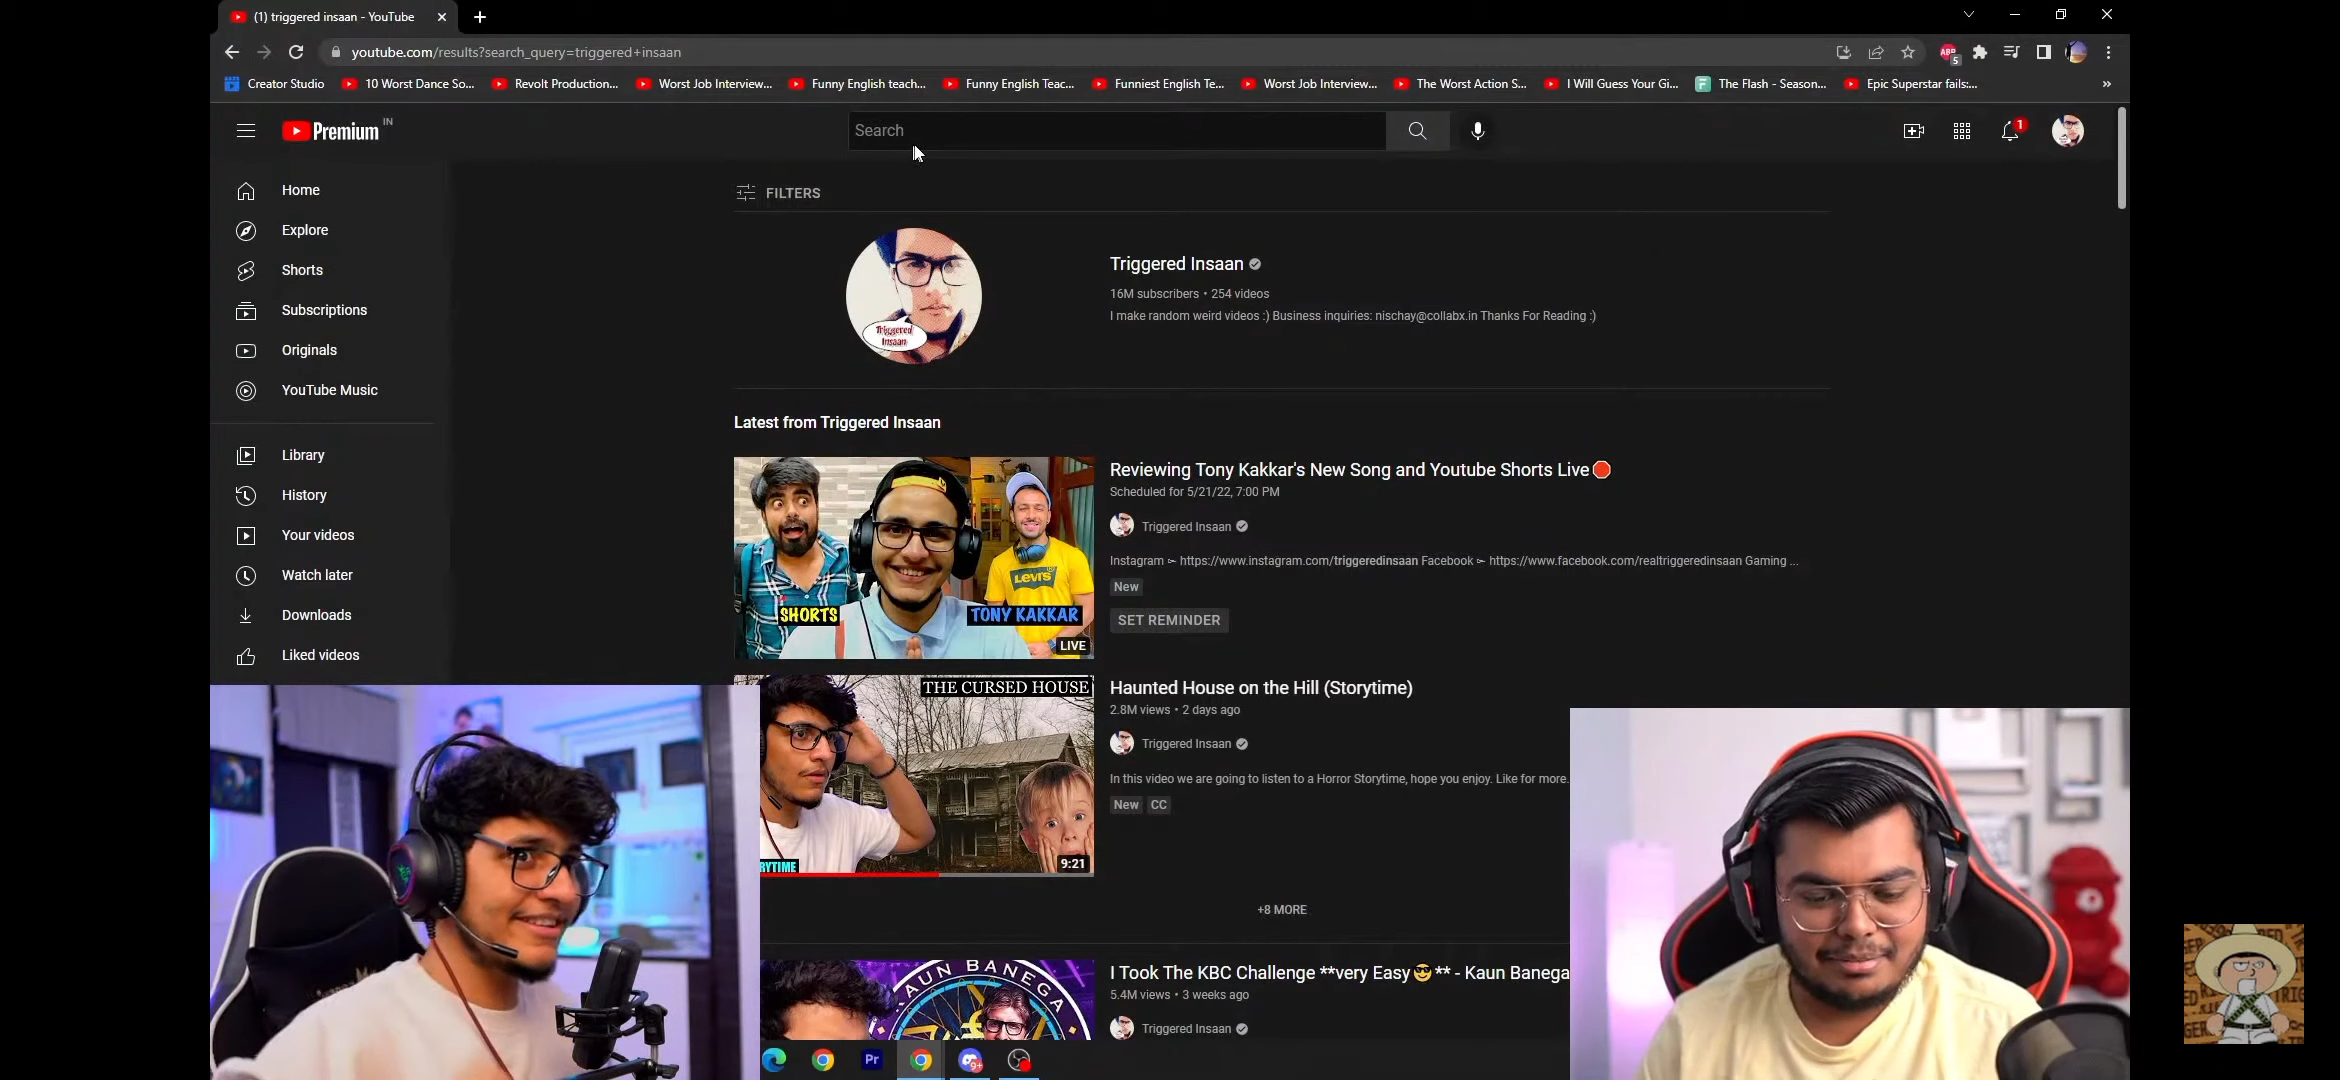 (1) triggered insaan - YouTube
youtube.com/results?search_query=triggered+insaan
ABP
5
Creator Studio
10 Worst Dance So...
Revolt Production...
Worst Job Interview...
Funny English teach...
Funny English Teac...
Funniest English Te...
Worst Job Interview...
The Worst Action S...
I Will Guess Your Gi...
The Flash - Season...
Epic Superstar fails:...
»
Premium IN
Search
1
Home
Explore
Shorts
Subscriptions
Originals
YouTube Music
Library
History
Your videos
Watch later
Downloads
Liked videos
FILTERS
Triggered
Insaan
Triggered Insaan
16M subscribers • 254 videos
I make random weird videos :) Business inquiries: nischay@collabx.in Thanks For Reading :)
Latest from Triggered Insaan
Levi's
SHORTS
TONY KAKKAR
LIVE
Reviewing Tony Kakkar's New Song and Youtube Shorts Live🛑
Scheduled for 5/21/22, 7:00 PM
Triggered Insaan
Instagram ➣ https://www.instagram.com/triggeredinsaan Facebook ➣ https://www.facebook.com/realtriggeredinsaan Gaming ...
New
SET REMINDER
THE CURSED HOUSE
RYTIME
9:21
Haunted House on the Hill (Storytime)
2.8M views • 2 days ago
Triggered Insaan
In this video we are going to listen to a Horror Storytime, hope you enjoy. Like for more.
New
CC
+8 MORE
AUN BANEGA
I Took The KBC Challenge **very Easy😎** - Kaun Banega
5.4M views • 3 weeks ago
Triggered Insaan
Pr
9+